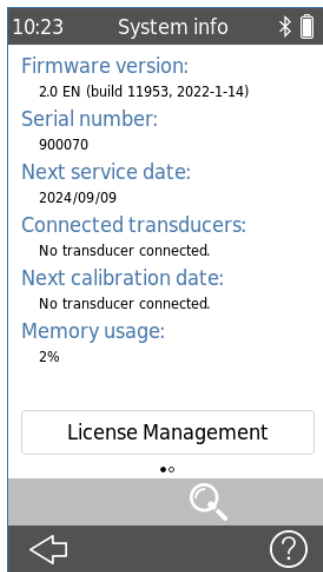 10:23 System info
Firmware version:
2.0 EN (build 11953, 2022-1-14)
Serial number:
900070
Next service date:
2024/09/09
Connected transducers:
No transducer connected.
Next calibration date:
No transducer connected.
Memory usage:
2%
License Management
?